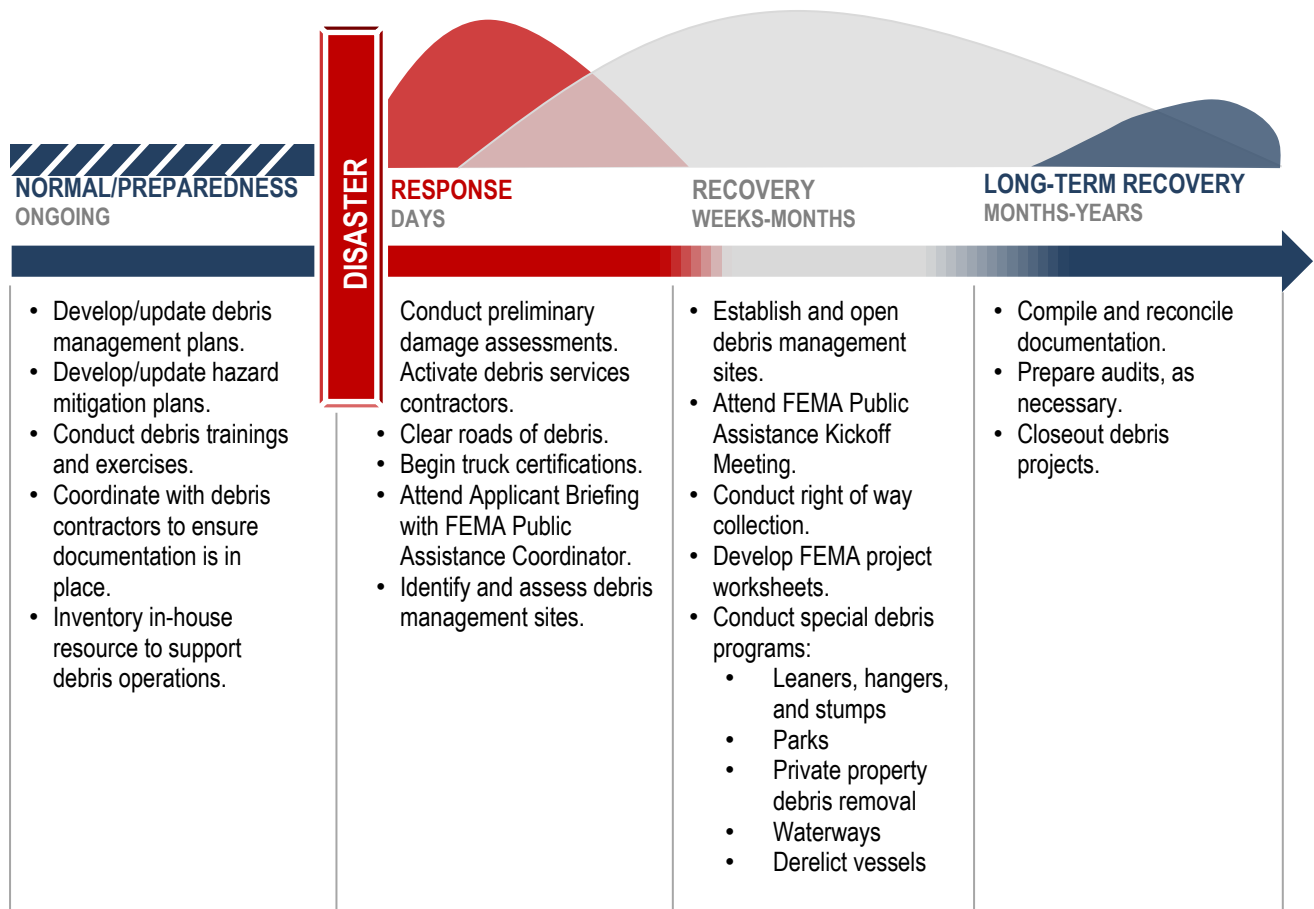 NORMAL/PREPAREDNESS
ONGOING
• Develop/update debris
management plans.
• Develop/update hazard
mitigation plans.
• Conduct debris trainings
and exercises.
• Coordinate with debris
contractors to ensure
documentation is in
place.
• Inventory in-house
resource to support
debris operations.
DISASTER
RESPONSE
DAYS
Conduct preliminary
damage assessments.
Activate debris services
contractors.
• Clear roads of debris.
• Begin truck certifications.
• Attend Applicant Briefing
with FEMA Public
Assistance Coordinator.
• Identify and assess debris
management sites.
RECOVERY
WEEKS-MONTHS
• Establish and open
debris management
sites.
• Attend FEMA Public
Assistance Kickoff
Meeting.
• Conduct right of way
collection.
• Develop FEMA project
worksheets.
• Conduct special debris
programs:
• Leaners, hangers,
and stumps
• Parks
• Private property
debris removal
• Waterways
• Derelict vessels
LONG-TERM RECOVERY
MONTHS-YEARS
• Compile and reconcile
documentation.
• Prepare audits, as
necessary.
• Closeout debris
projects.